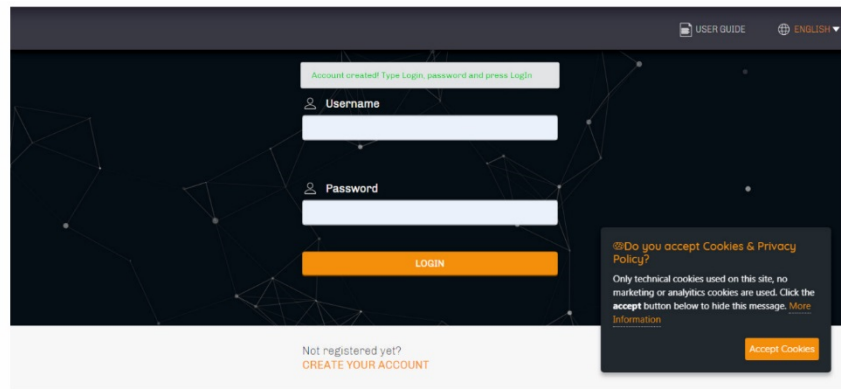 USER GUIDE
ENGLISH
Account created! Type Login, password and press LogIn
Username
Password
LOGIN
Do you accept Cookies & Privacy
Policy?
Only technical cookies used on this site, no
marketing or analyitics cookies are used. Click the
accept button below to hide this message. More
Information
Accept Cookies
Not registered yet?
CREATE YOUR ACCOUNT